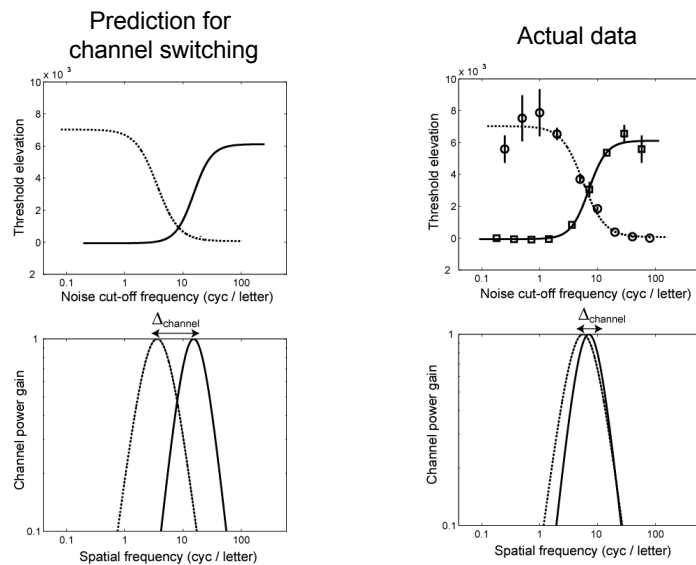 Prediction for
channel switching
x 10 3
10
8
6
4
2
0
2
Threshold elevation
0.1 1 10 100
Noise cut-off frequency (cyc / letter)
Δchannel
1
Channel power gain
0.1
0.1 1 10 100
Spatial frequency (cyc / letter)
Actual data
x 10 3
10
8
6
4
2
0
2
Threshold elevation
0.1 1 10 100
Noise cut-off frequency (cyc / letter)
Δchannel
1
Channel power gain
0.1
0.1 1 10 100
Spatial frequency (cyc / letter)